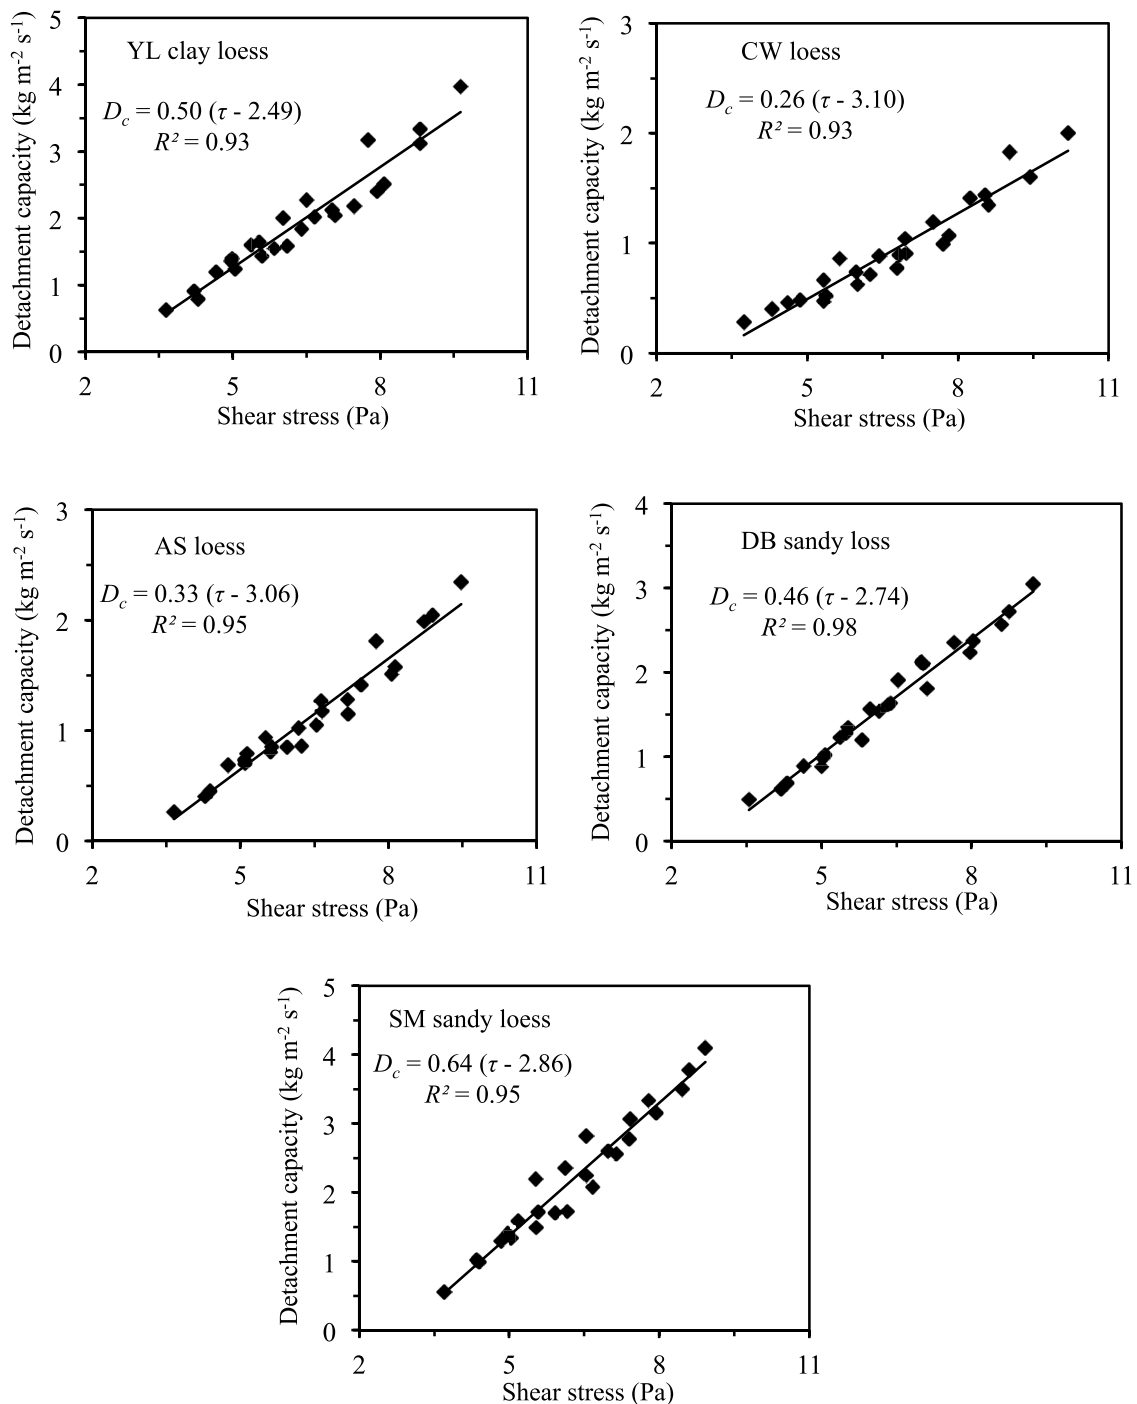 Detachment capacity (kg m⁻² s⁻¹)
5
4
3
2
1
0
YL clay loess
D_c = 0.50 (τ - 2.49)
R² = 0.93
2 5 8 11
Shear stress (Pa)
Detachment capacity (kg m⁻² s⁻¹)
3
2
1
0
CW loess
D_c = 0.26 (τ - 3.10)
R² = 0.93
2 5 8 11
Shear stress (Pa)
Detachment capacity (kg m⁻² s⁻¹)
3
2
1
0
AS loess
D_c = 0.33 (τ - 3.06)
R² = 0.95
2 5 8 11
Shear stress (Pa)
Detachment capacity (kg m⁻² s⁻¹)
4
3
2
1
0
DB sandy loss
D_c = 0.46 (τ - 2.74)
R² = 0.98
2 5 8 11
Shear stress (Pa)
Detachment capacity (kg m⁻² s⁻¹)
5
4
3
2
1
0
SM sandy loess
D_c = 0.64 (τ - 2.86)
R² = 0.95
2 5 8 11
Shear stress (Pa)